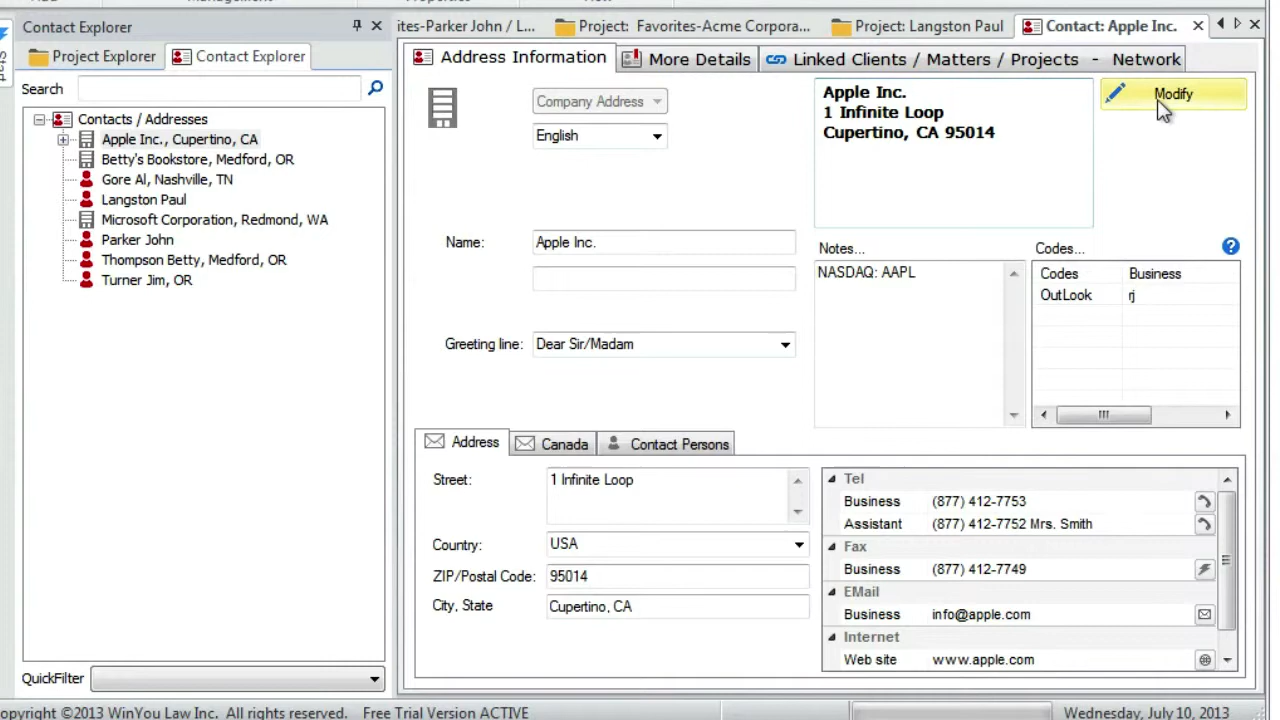 Management
Contact Explorer
ites-Parker John / L...
Project: Favorites-Acme Corpora...
Project: Langston Paul
Contact: Apple Inc.
Start
Project Explorer
Contact Explorer
Address Information
More Details
Linked Clients / Matters / Projects - Network
Search
Apple Inc.
1 Infinite Loop
Cupertino, CA 95014
Modify
Company Address
English
Contacts / Addresses
Apple Inc., Cupertino, CA
Betty's Bookstore, Medford, OR
Gore Al, Nashville, TN
Langston Paul
Microsoft Corporation, Redmond, WA
Parker John
Thompson Betty, Medford, OR
Turner Jim, OR
Name:
Apple Inc.
Notes...
Codes...
NASDAQ: AAPL
Codes Business
OutLook rj
Greeting line:
Dear Sir/Madam
Address
Canada
Contact Persons
Street:
1 Infinite Loop
Country:
USA
ZIP/Postal Code:
95014
City, State
Cupertino, CA
Tel
Business (877) 412-7753
Assistant (877) 412-7752 Mrs. Smith
Fax
Business (877) 412-7749
EMail
Business info@apple.com
Internet
Web site www.apple.com
QuickFilter
opyright ©2013 WinYou Law Inc. All rights reserved. Free Trial Version ACTIVE
Wednesday, July 10, 2013